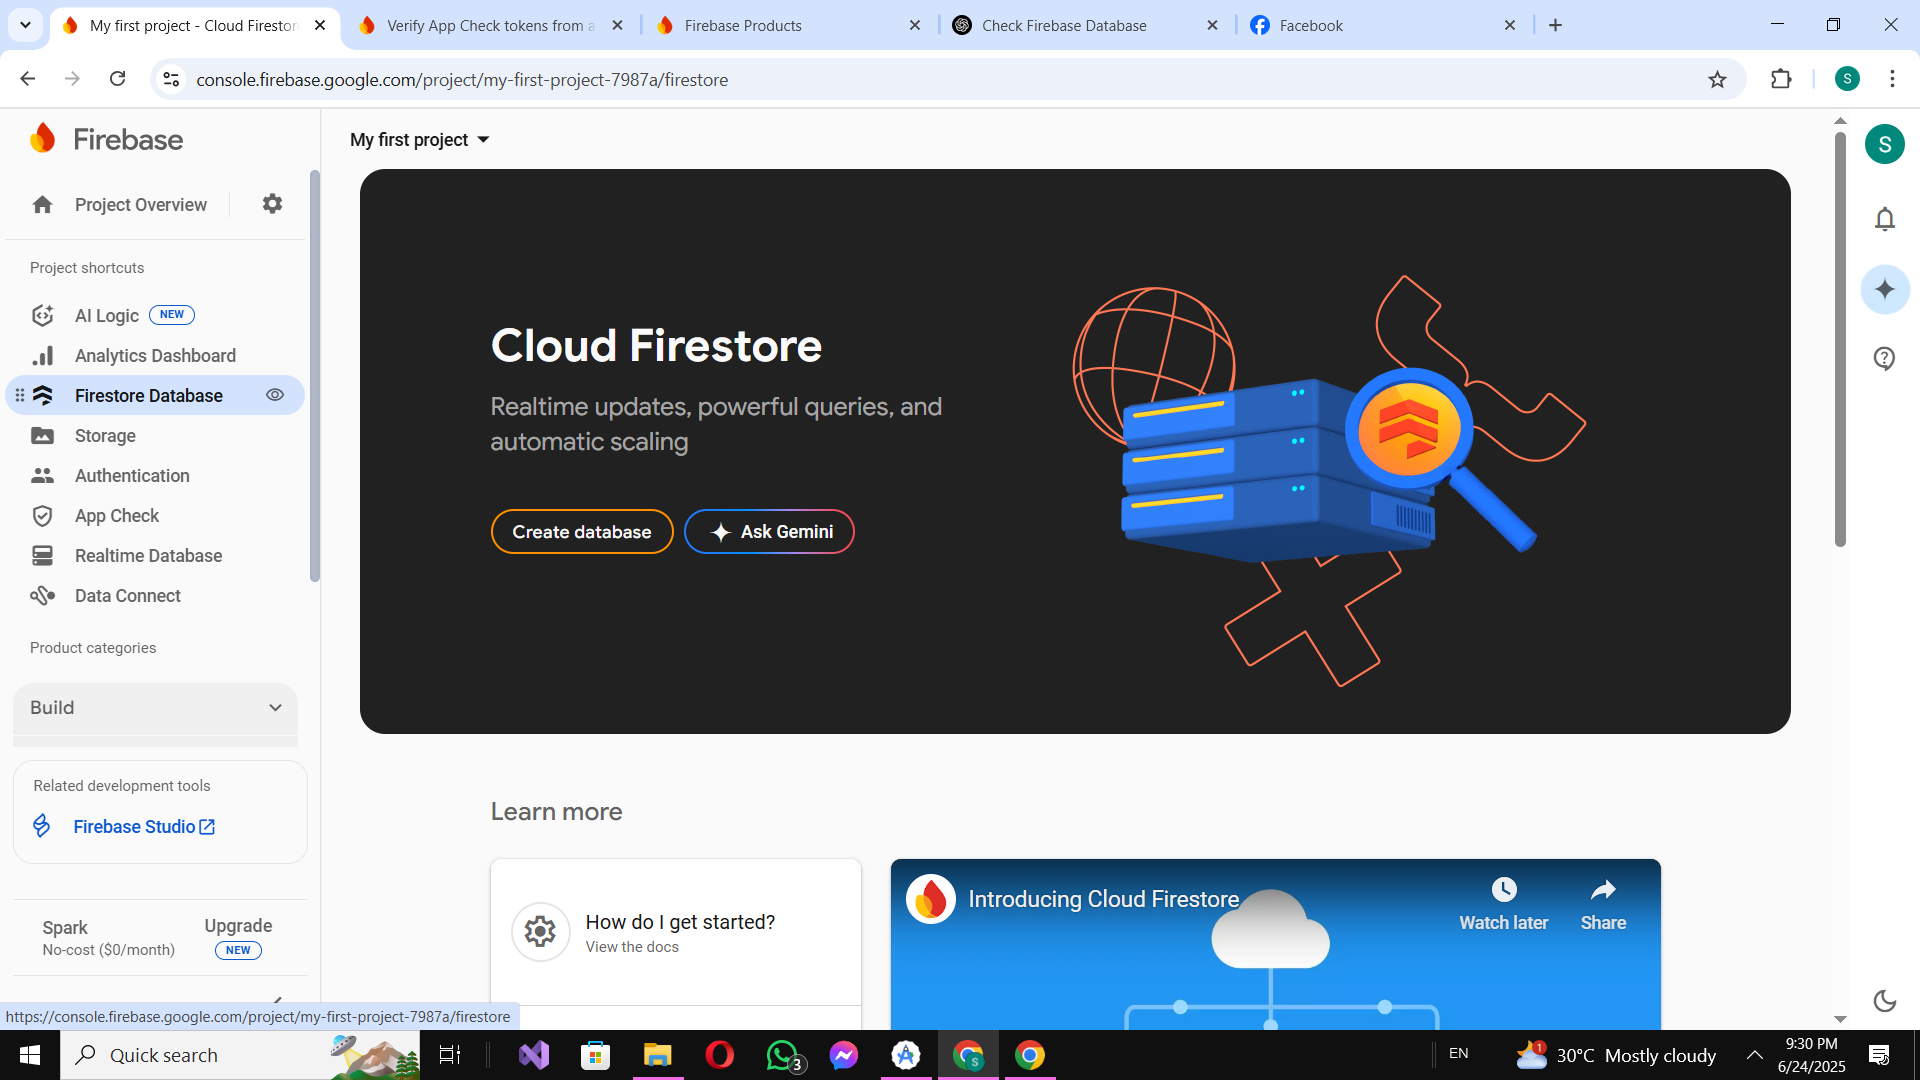 My first project - Cloud Firestor
Verify App Check tokens from a
Firebase Products
Check Firebase Database
Facebook
console.firebase.google.com/project/my-first-project-7987a/firestore
S
Firebase
My first project
S
Project Overview
Project shortcuts
AI Logic NEW
Analytics Dashboard
Firestore Database
Storage
Authentication
App Check
Realtime Database
Data Connect
Product categories
Build
Related development tools
Firebase Studio
Spark
No-cost ($0/month)
Upgrade
NEW
Cloud Firestore
Realtime updates, powerful queries, and
automatic scaling
Create database
Ask Gemini
Learn more
How do I get started?
View the docs
Introducing Cloud Firestore
Watch later
Share
https://console.firebase.google.com/project/my-first-project-7987a/firestore
Quick search
3
S
EN
1
30°C Mostly cloudy
9:30 PM
6/24/2025